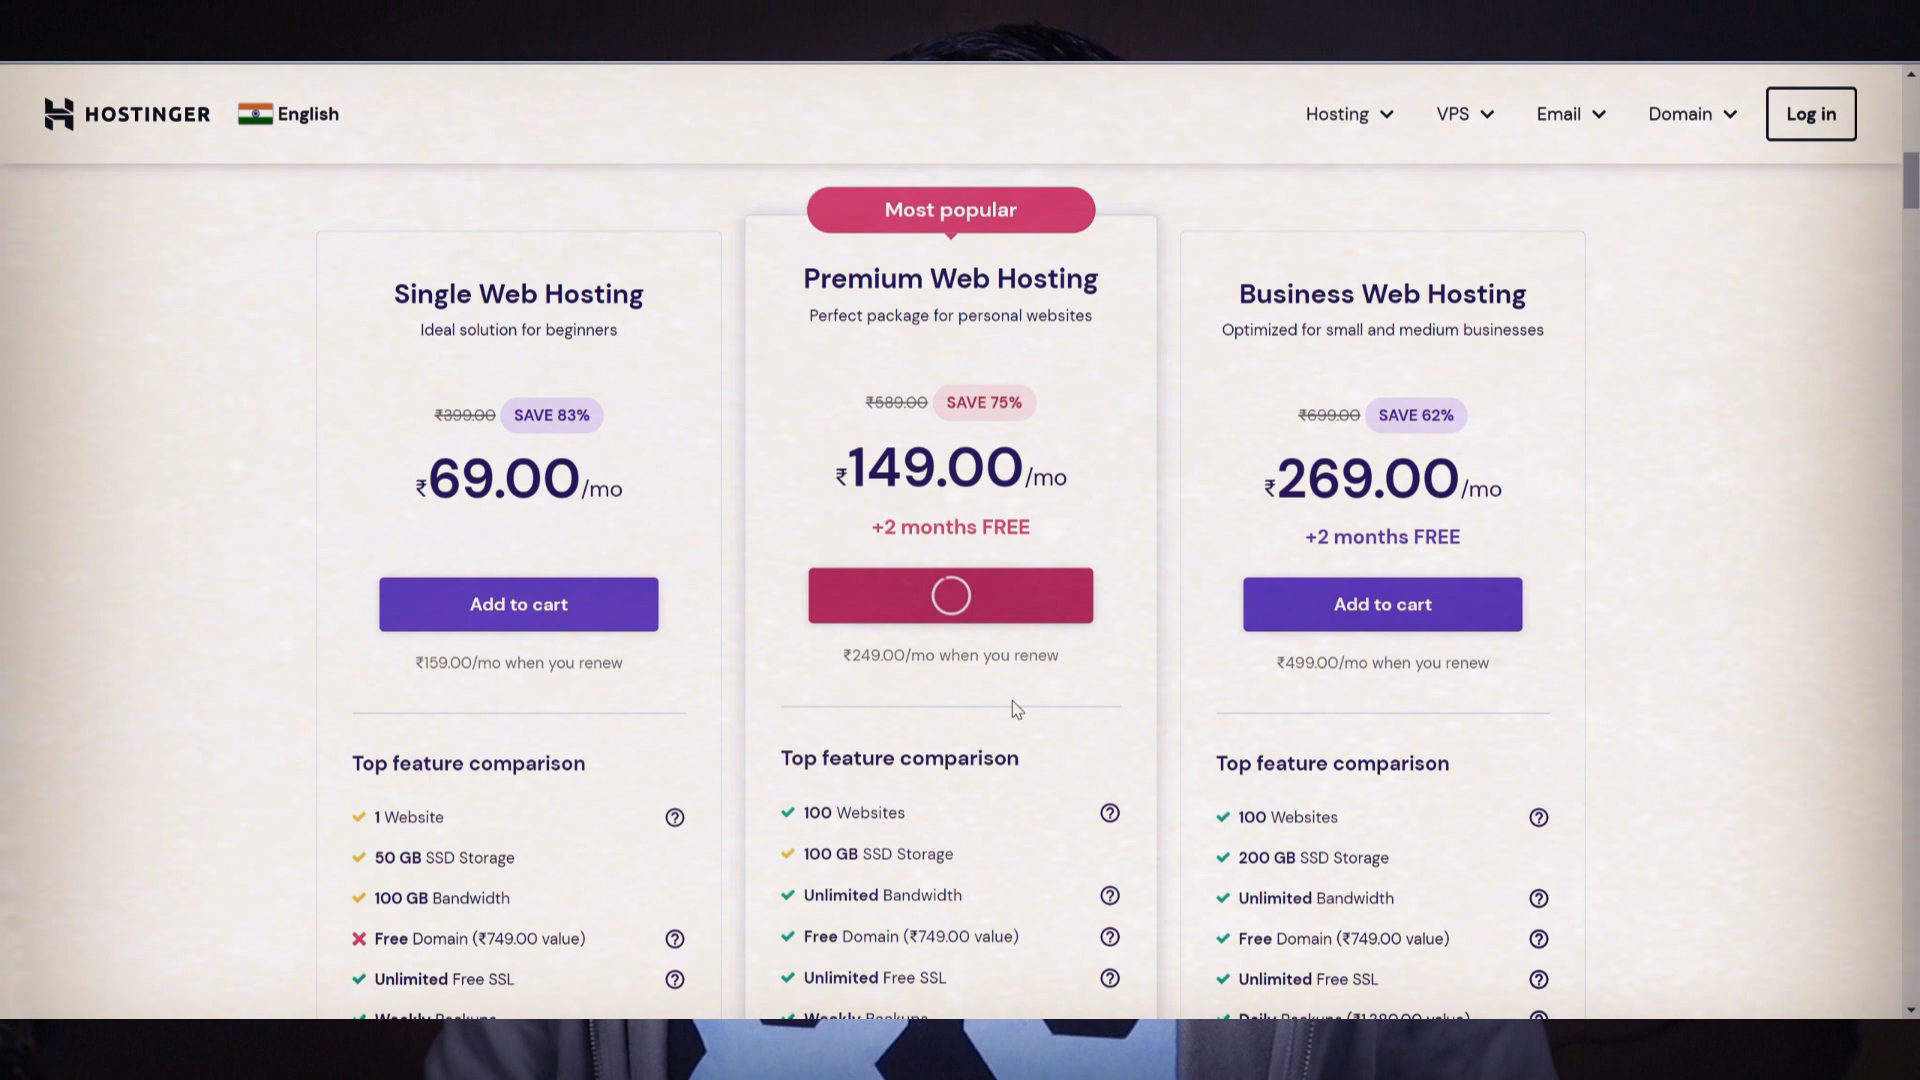 HOSTINGER
English
Hosting
VPS
Email
Domain
Log in
Most popular
Single Web Hosting
Ideal solution for beginners
₹399.00 SAVE 83%
₹69.00/mo
Add to cart
₹159.00/mo when you renew
Top feature comparison
1 Website
50 GB SSD Storage
100 GB Bandwidth
Free Domain (₹749.00 value)
Unlimited Free SSL
Weekly Backups
Premium Web Hosting
Perfect package for personal websites
₹589.00 SAVE 75%
₹149.00/mo
+2 months FREE
₹249.00/mo when you renew
Top feature comparison
100 Websites
100 GB SSD Storage
Unlimited Bandwidth
Free Domain (₹749.00 value)
Unlimited Free SSL
Weekly Backups
Business Web Hosting
Optimized for small and medium businesses
₹699.00 SAVE 62%
₹269.00/mo
+2 months FREE
Add to cart
₹499.00/mo when you renew
Top feature comparison
100 Websites
200 GB SSD Storage
Unlimited Bandwidth
Free Domain (₹749.00 value)
Unlimited Free SSL
Daily Backups